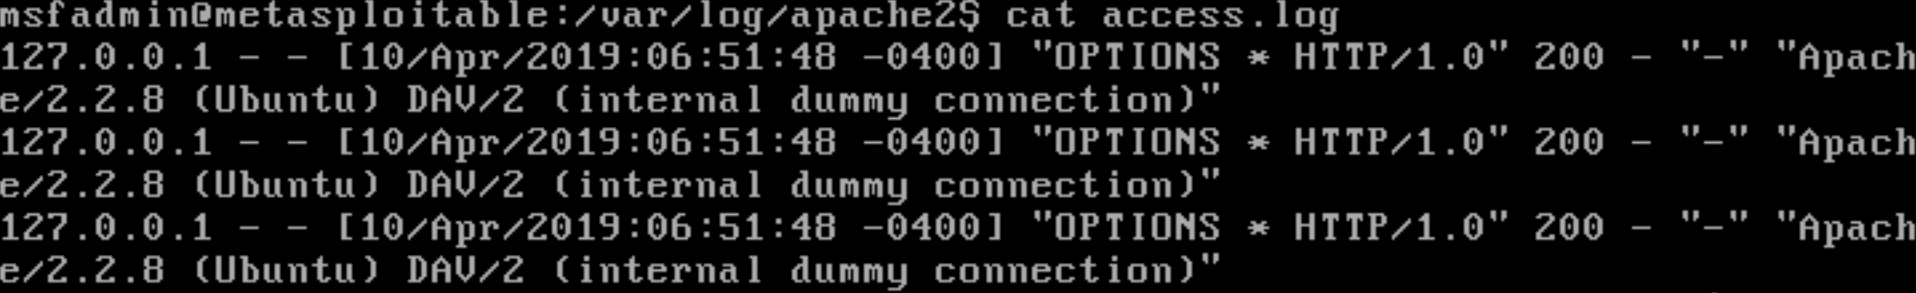 msfadmin@metasploitable:/var/log/apache2$ cat access.log
127.0.0.1 - - [10/Apr/2019:06:51:48 -0400] "OPTIONS * HTTP/1.0" 200 - "-" "Apach
e/2.2.8 (Ubuntu) DAV/2 (internal dummy connection)"
127.0.0.1 - - [10/Apr/2019:06:51:48 -0400] "OPTIONS * HTTP/1.0" 200 - "-" "Apach
e/2.2.8 (Ubuntu) DAV/2 (internal dummy connection)"
127.0.0.1 - - [10/Apr/2019:06:51:48 -0400] "OPTIONS * HTTP/1.0" 200 - "-" "Apach
e/2.2.8 (Ubuntu) DAV/2 (internal dummy connection)"